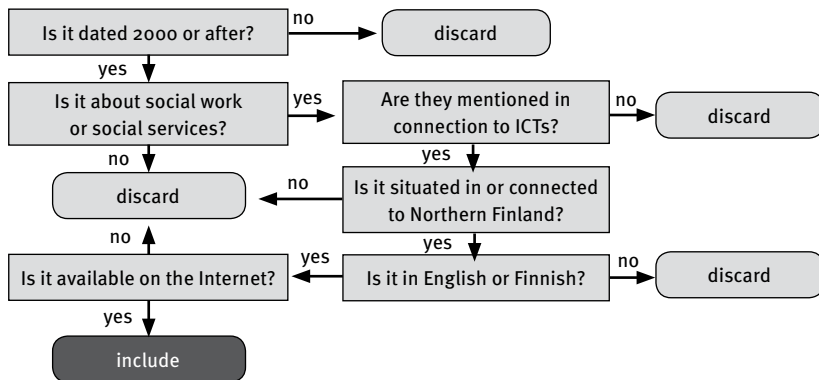 Is it dated 2000 or after?
no
discard
yes
Is it about social work
or social services?
yes
Are they mentioned in
connection to ICTs?
no
discard
no
yes
discard
no
Is it situated in or connected
to Northern Finland?
no
yes
Is it available on the Internet?
yes
Is it in English or Finnish?
no
discard
yes
include